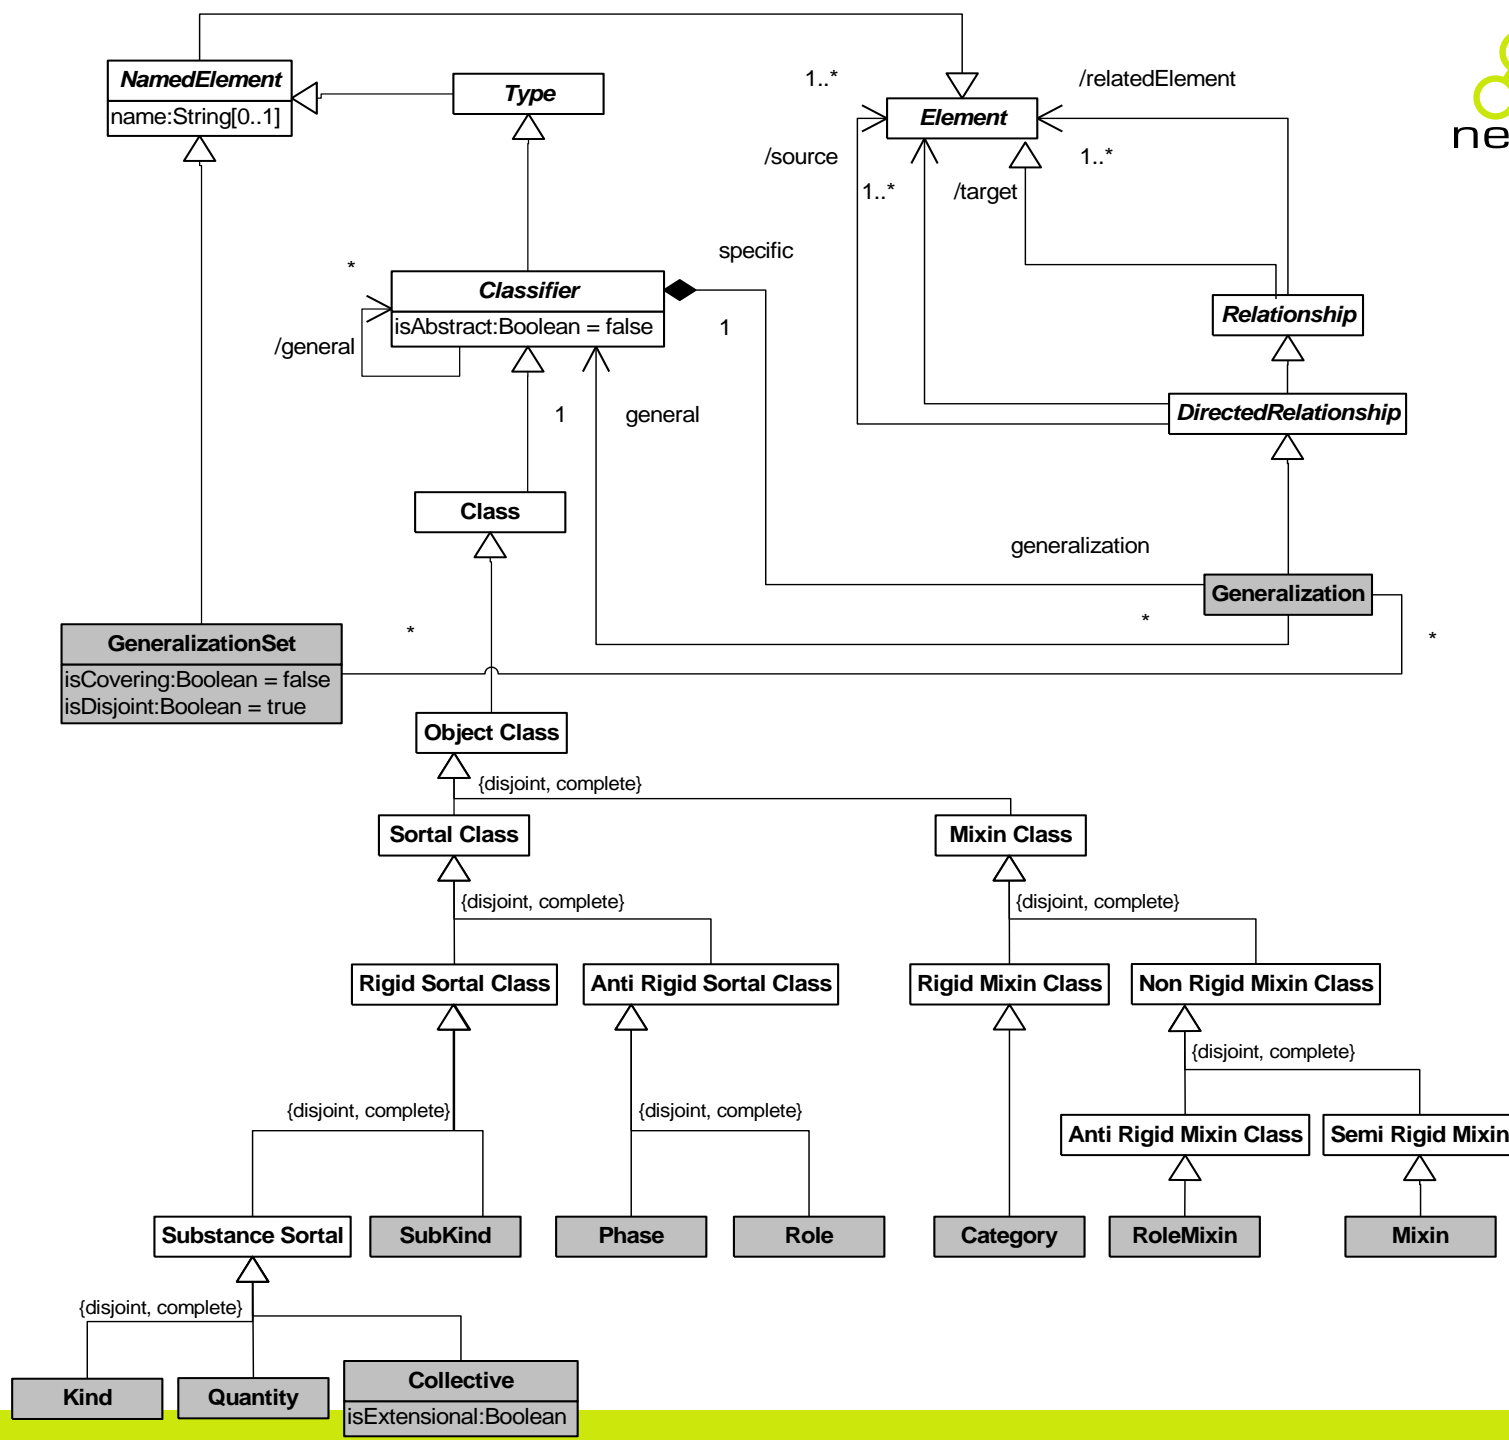 NamedElement
name:String[0..1]
Type
1..*
/relatedElement
Element
/source
1..*
1..*
/target
specific
*
Classifier
isAbstract:Boolean = false
1
/general
Relationship
1
general
DirectedRelationship
Class
generalization
Generalization
*
*
*
GeneralizationSet
isCovering:Boolean = false
isDisjoint:Boolean = true
Object Class
{disjoint, complete}
Sortal Class
Mixin Class
{disjoint, complete}
{disjoint, complete}
Rigid Sortal Class
Anti Rigid Sortal Class
Rigid Mixin Class
Non Rigid Mixin Class
{disjoint, complete}
{disjoint, complete}
{disjoint, complete}
Anti Rigid Mixin Class
Semi Rigid Mixin
Substance Sortal
SubKind
Phase
Role
Category
RoleMixin
Mixin
{disjoint, complete}
Kind
Quantity
Collective
isExtensional:Boolean